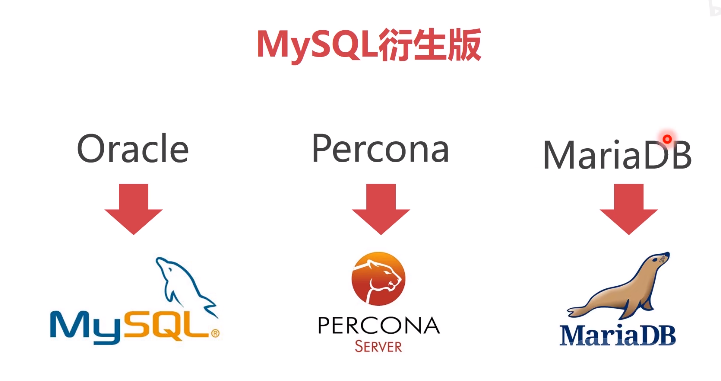 MySQL衍生版
Oracle
Percona
MariaDB
MySQL®
PERCONA
SERVER
MariaDB